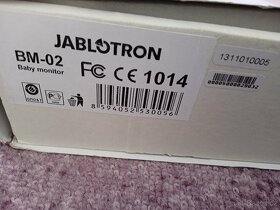 JABLOTRON
BM-02
Baby monitor
FC CE 1014
1311010005
8 594052 530056